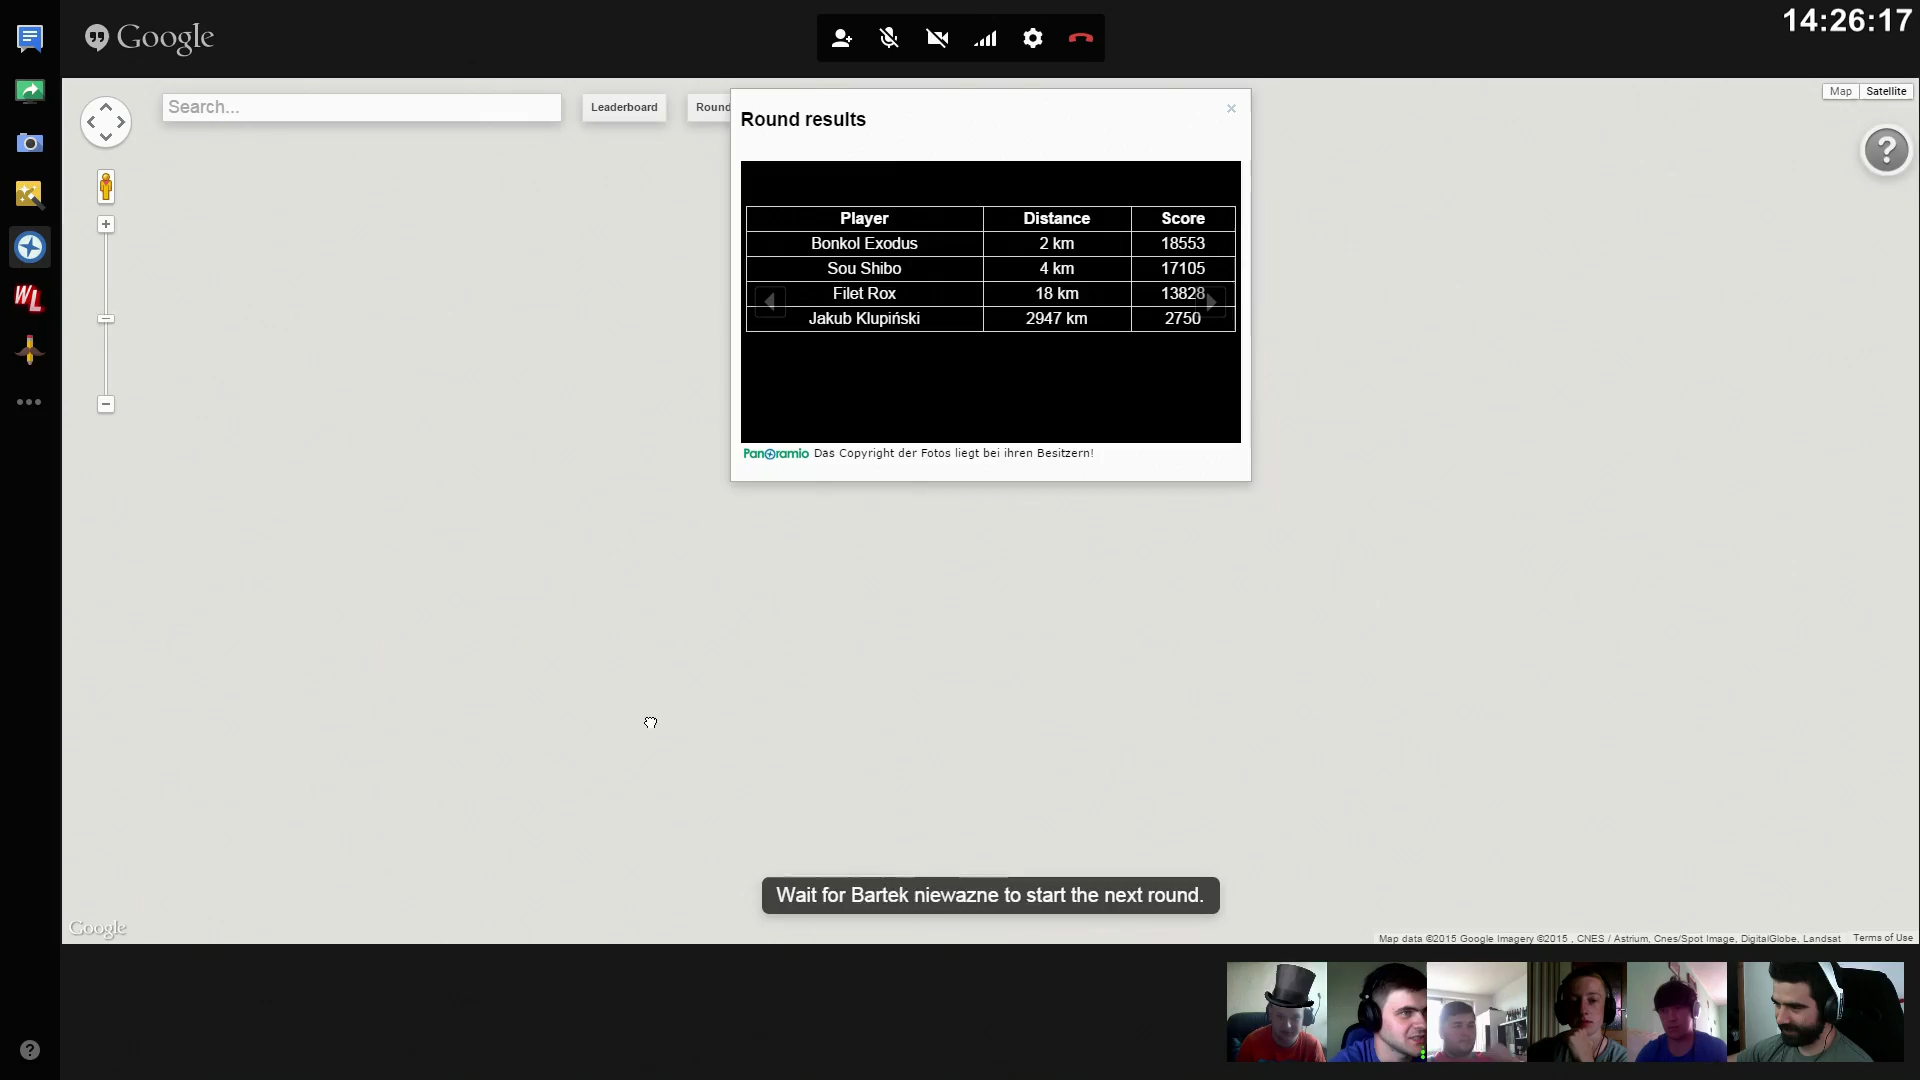 Google
14:26:17
Search...
Leaderboard
Round
Map
Satellite
Round results
×
?
Player Distance Score
Bonkol Exodus 2 km 18553
Sou Shibo 4 km 17105
Filet Rox 18 km 13828
Jakub Klupiński 2947 km 2750
Panoramio Das Copyright der Fotos liegt bei ihren Besitzern!
WL
Wait for Bartek niewazne to start the next round.
Google
Map data ©2015 Google Imagery ©2015 , CNES / Astrium, Cnes/Spot Image, DigitalGlobe, Landsat
Terms of Use
?